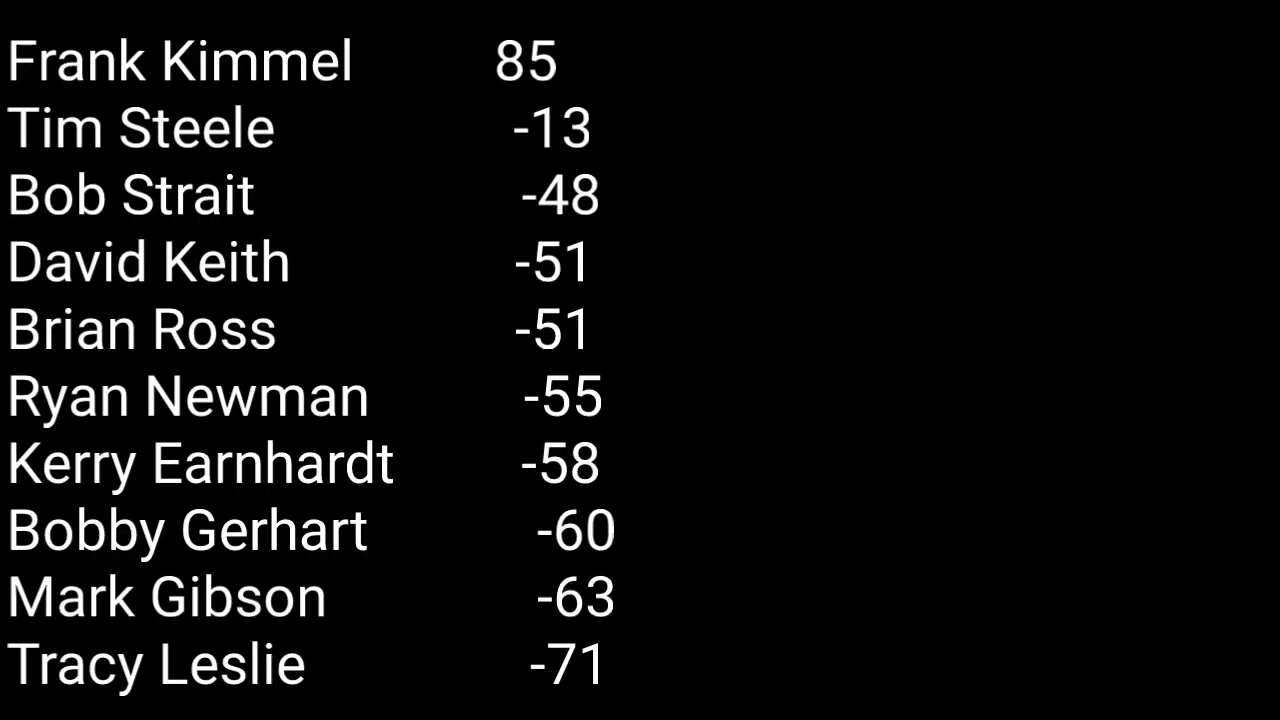 Frank Kimmel 85
Tim Steele -13
Bob Strait -48
David Keith -51
Brian Ross -51
Ryan Newman -55
Kerry Earnhardt -58
Bobby Gerhart -60
Mark Gibson -63
Tracy Leslie -71